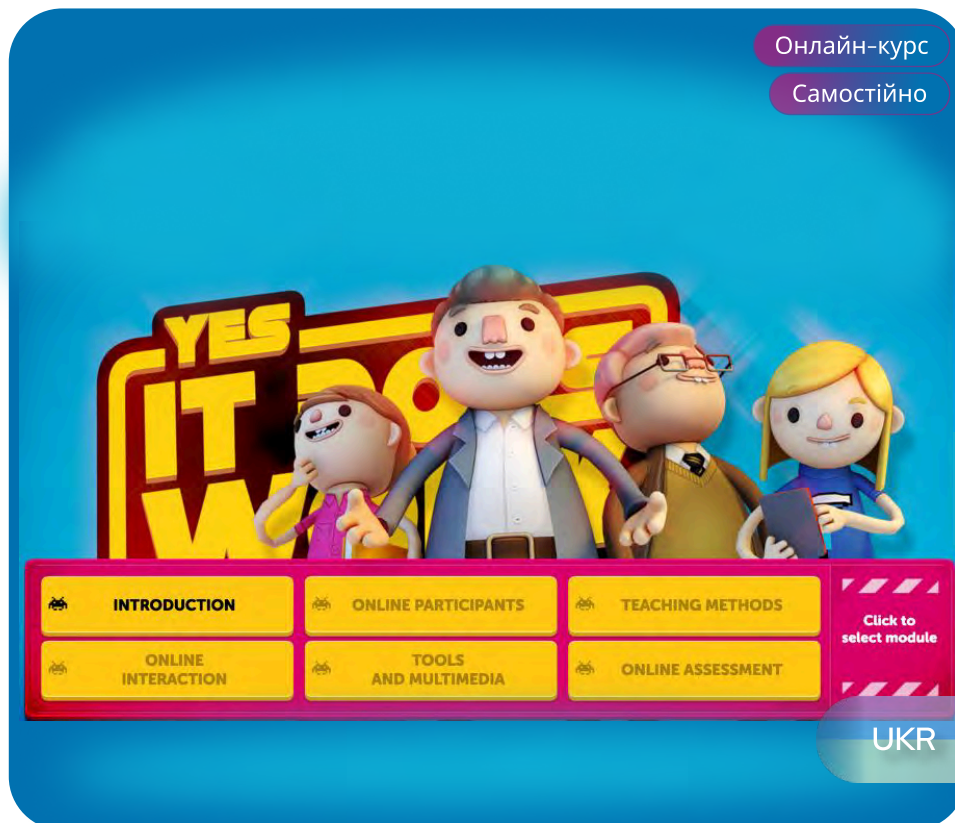 Онлайн-курс
Самостійно
YES
IT
INTRODUCTION
ONLINE PARTICIPANTS
TEACHING METHODS
Click to
select module
ONLINE
INTERACTION
TOOLS
AND MULTIMEDIA
ONLINE ASSESSMENT
UKR